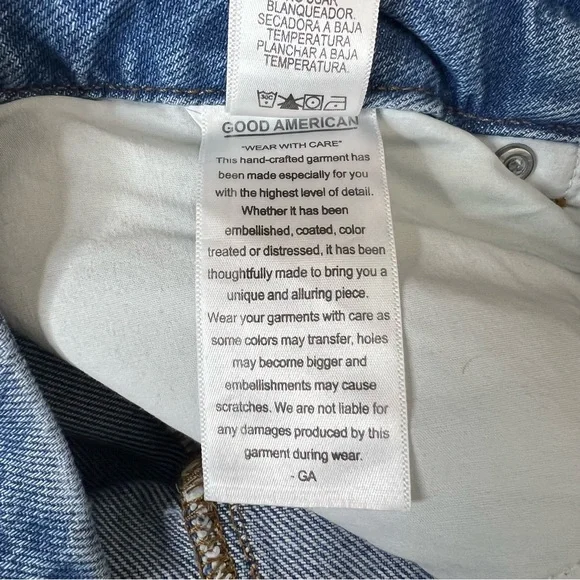 BLANQUEADOR.
SECADORA A BAJA
TEMPERATURA
PLANCHAR A BAJA
TEMPERATURA.
GOOD AMERICAN
"WEAR WITH CARE"
This hand-crafted garment has
been made especially for you
with the highest level of detail.
Whether it has been
embellished, coated, color
treated or distressed, it has been
thoughtfully made to bring you a
unique and alluring piece.
Wear your garments with care as
some colors may transfer, holes
may become bigger and
embellishments may cause
scratches. We are not liable for
any damages produced by this
garment during wear.
- GA